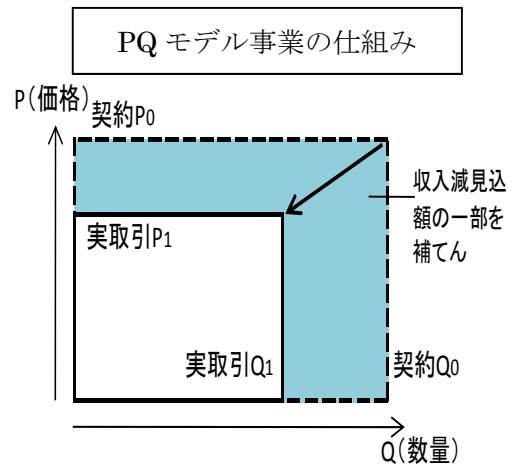 PQ モデル事業の仕組み
P(価格)
契約P0
収入減見込
額の一部を
補てん
実取引P1
実取引Q1
契約Q0
Q(数量)